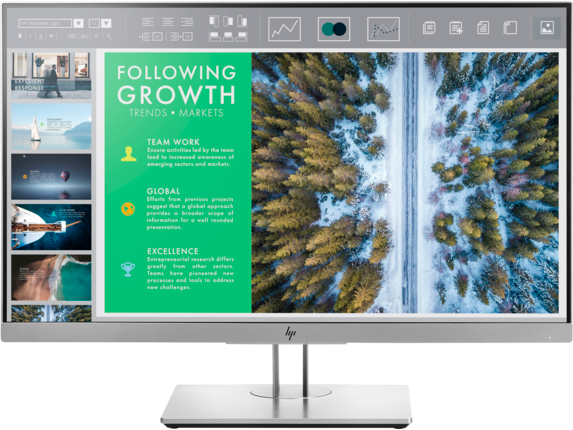 EXPEDIENT
RESPONSE
FOLLOWING
GROWTH
TRENDS • MARKETS
TEAM WORK
Ensure activities led by the team
lead to increased awareness of
emerging sectors and markets.
GLOBAL
Efforts from previous projects
suggest that a global approach
provides a broader scope of
information for a well rounded
presentation.
EXCELLENCE
Entrepreneurial research differs
greatly from other sectors.
Teams have pioneered new
processes and tools to address
new challenges.
hp